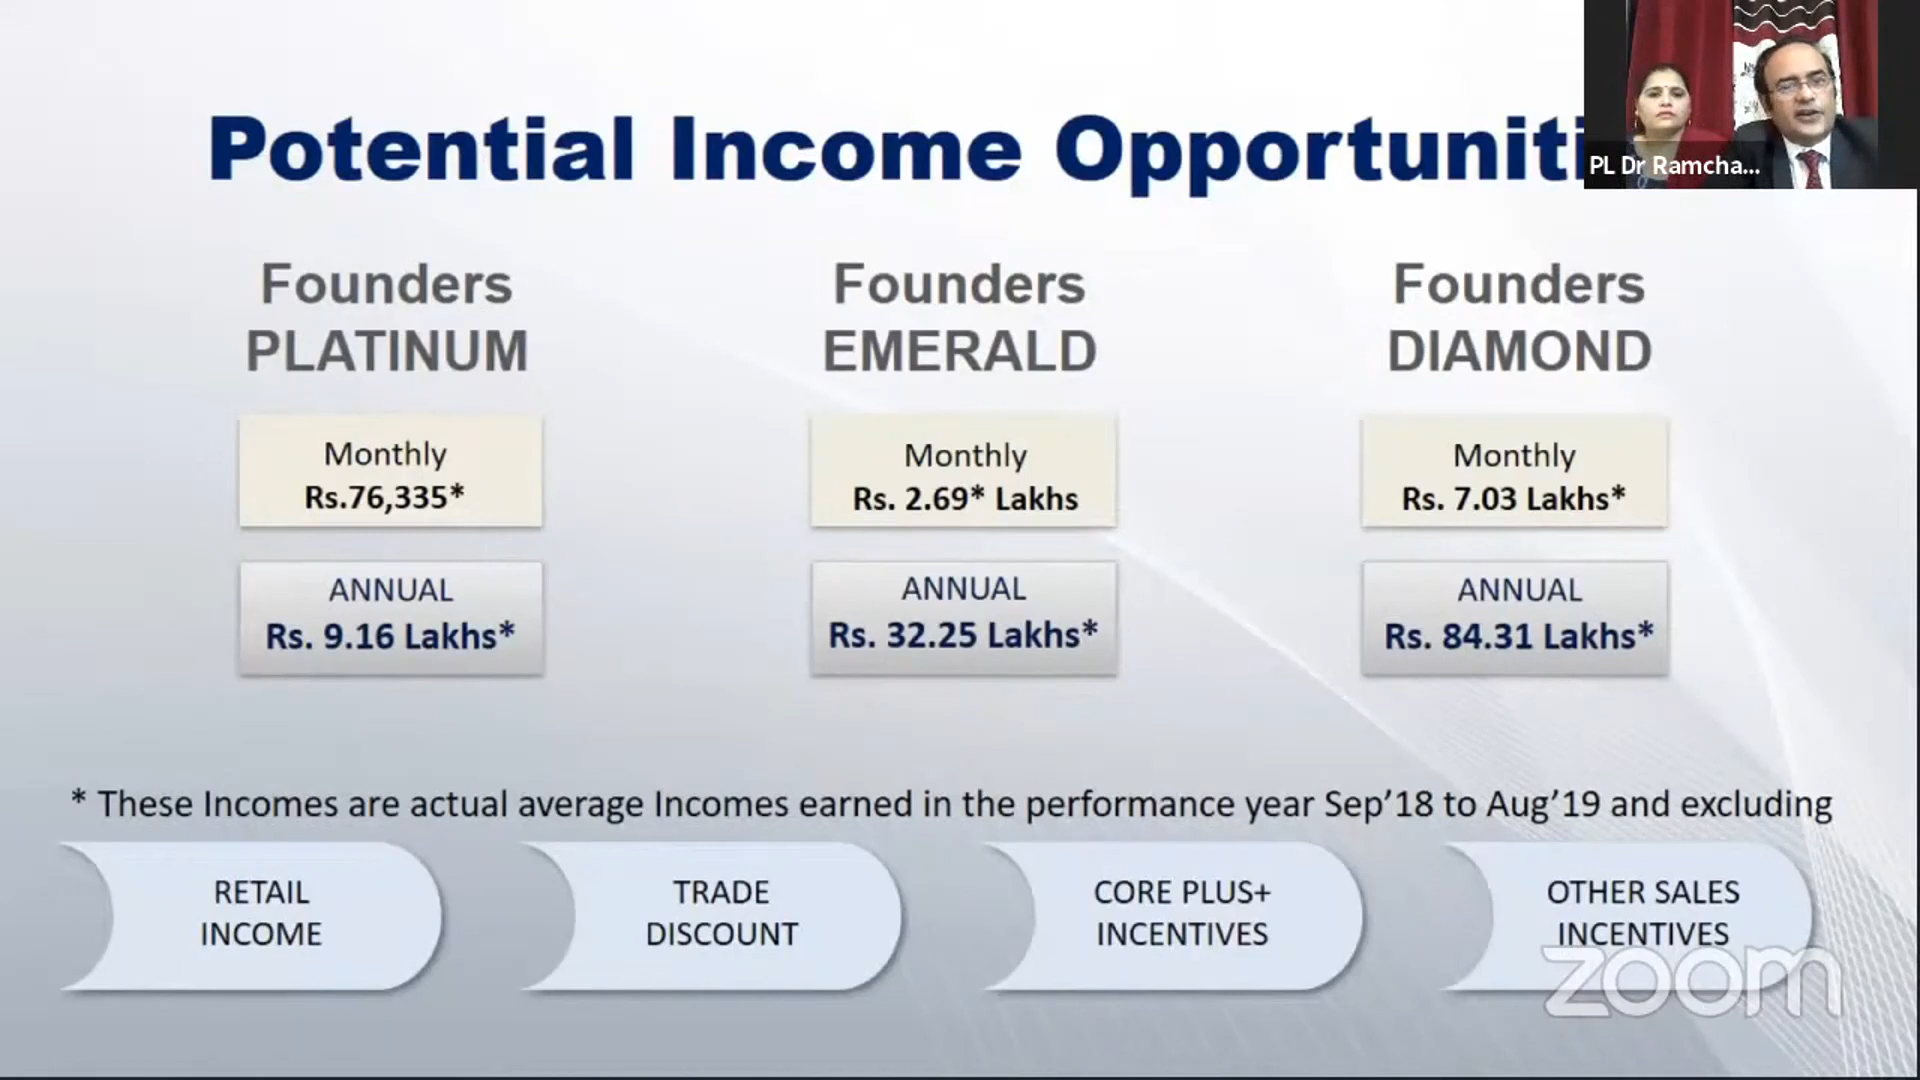 Potential Income Opportuniti
PL Dr Ramcha...
Founders
PLATINUM
Founders
EMERALD
Founders
DIAMOND
Monthly
Rs.76,335*
Monthly
Rs. 2.69* Lakhs
Monthly
Rs. 7.03 Lakhs*
ANNUAL
Rs. 9.16 Lakhs*
ANNUAL
Rs. 32.25 Lakhs*
ANNUAL
Rs. 84.31 Lakhs*
* These Incomes are actual average Incomes earned in the performance year Sep'18 to Aug'19 and excluding
RETAIL
INCOME
TRADE
DISCOUNT
CORE PLUS+
INCENTIVES
OTHER SALES
INCENTIVES
zoom